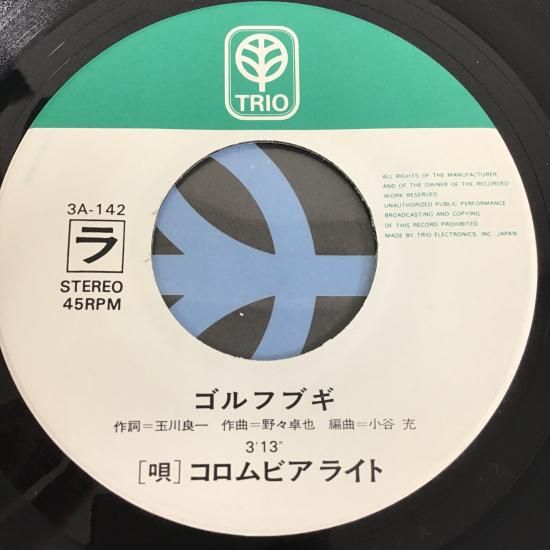 TRIO
3A-142
ラ
STEREO
45RPM
ALL RIGHTS OF THE MANUFACTURER
AND OF THE OWNER OF THE RECORDED
WORK RESERVED
UNAUTHORIZED PUBLIC PERFORMANCE
BROADCASTING AND COPYING
OF THIS RECORD PROHIBITED
MADE BY TRIO ELECTRONICS, INC. JAPAN
ゴルフブギ
作詞=玉川良一 作曲=野々卓也 編曲=小谷 充
3'13"
[唄]コロムビア ライト